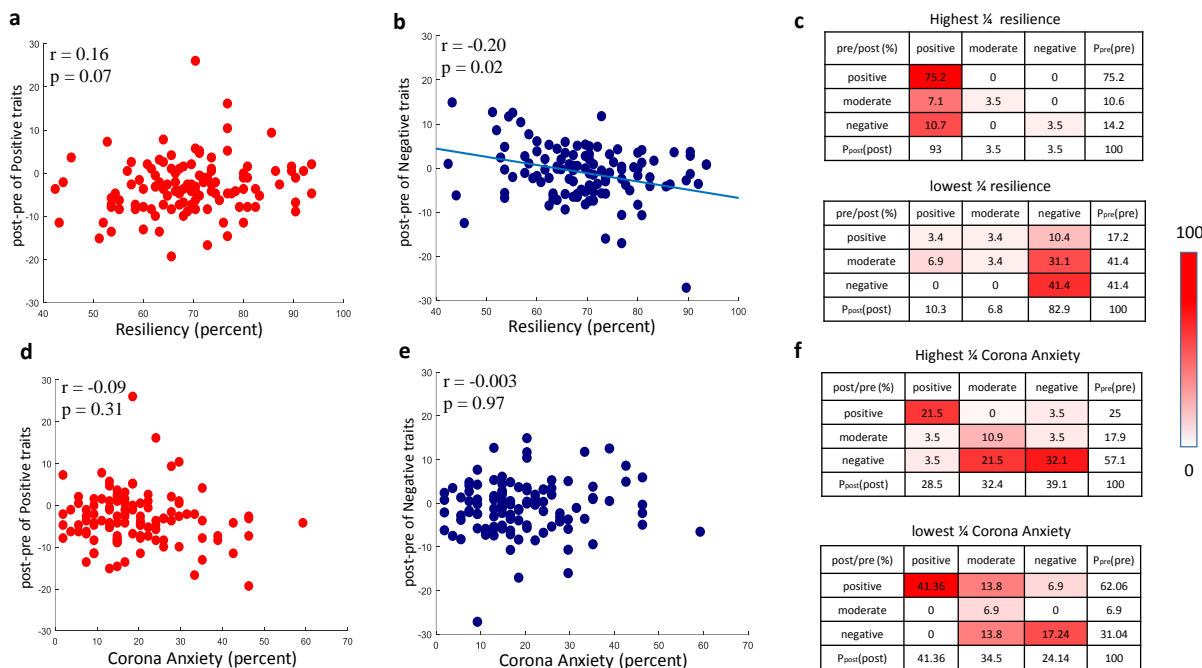 a
r = 0.16
p = 0.07
post-pre of Positive traits
30
20
10
0
-10
-20
-30
40 50 60 70 80 90 100
Resiliency (percent)
b
r = -0.20
p = 0.02
post-pre of Negative traits
30
20
10
0
-10
-20
-30
40 50 60 70 80 90 100
Resiliency (percent)
c
Highest ¼ resilience
pre/post (%) positive moderate negative Ppre(pre)
positive 75.2 0 0 75.2
moderate 7.1 3.5 0 10.6
negative 10.7 0 3.5 14.2
Ppost(post) 93 3.5 3.5 100
lowest ¼ resilience
pre/post (%) positive moderate negative Ppre(pre)
positive 3.4 3.4 10.4 17.2
moderate 6.9 3.4 31.1 41.4
negative 0 0 41.4 41.4
Ppost(post) 10.3 6.8 82.9 100
100
0
d
r = -0.09
p = 0.31
post-pre of Positive traits
30
20
10
0
-10
-20
-30
0 10 20 30 40 50 60 70
Corona Anxiety (percent)
e
r = -0.003
p = 0.97
post-pre of Negative traits
30
20
10
0
-10
-20
-30
0 10 20 30 40 50 60 70
Corona Anxiety (percent)
f
Highest ¼ Corona Anxiety
post/pre (%) positive moderate negative Ppre(pre)
positive 21.5 0 3.5 25
moderate 3.5 10.9 3.5 17.9
negative 3.5 21.5 32.1 57.1
Ppost(post) 28.5 32.4 39.1 100
lowest ¼ Corona Anxiety
post/pre (%) positive moderate negative Ppre(pre)
positive 41.36 13.8 6.9 62.06
moderate 0 6.9 0 6.9
negative 0 13.8 17.24 31.04
Ppost(post) 41.36 34.5 24.14 100